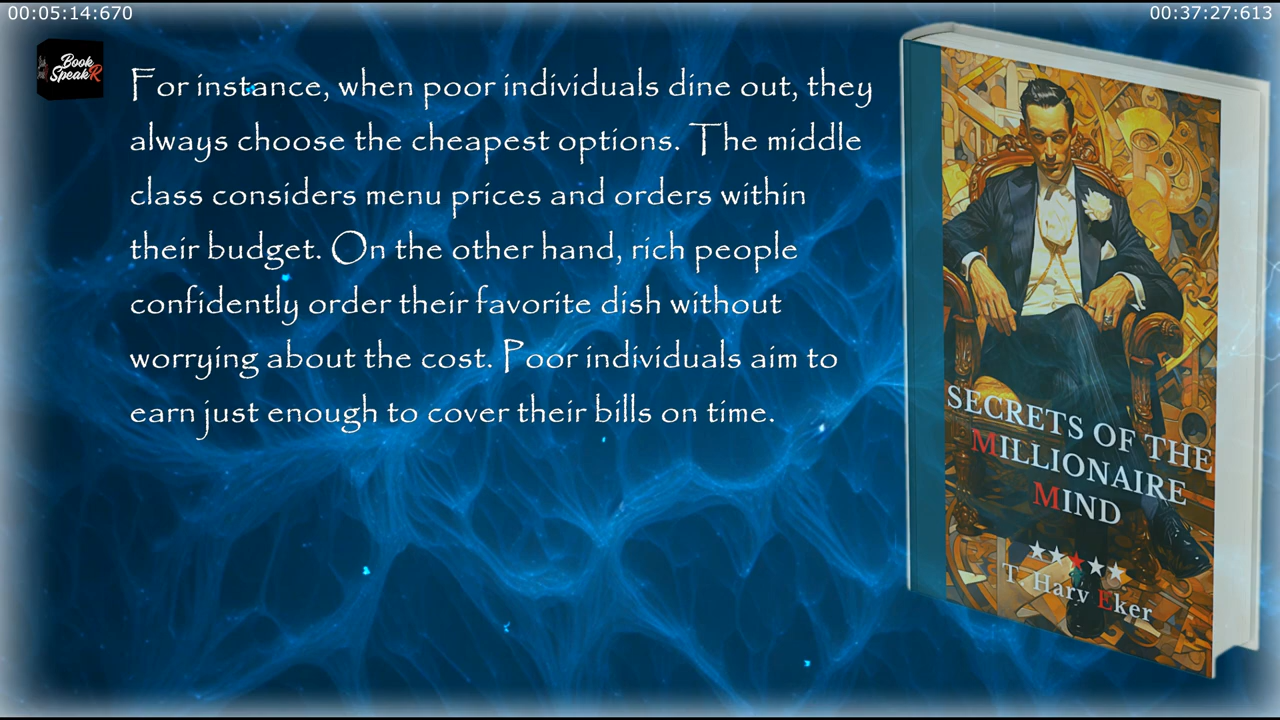 00:05:14:670
00:37:27:613
Book
SpeakR
For instance, when poor individuals dine out, they
always choose the cheapest options. The middle
class considers menu prices and orders within
their budget. On the other hand, rich people
confidently order their favorite dish without
worrying about the cost. Poor individuals aim to
earn just enough to cover their bills on time.
SECRETS OF THE
MILLIONAIRE
MIND
T. Harv Eker